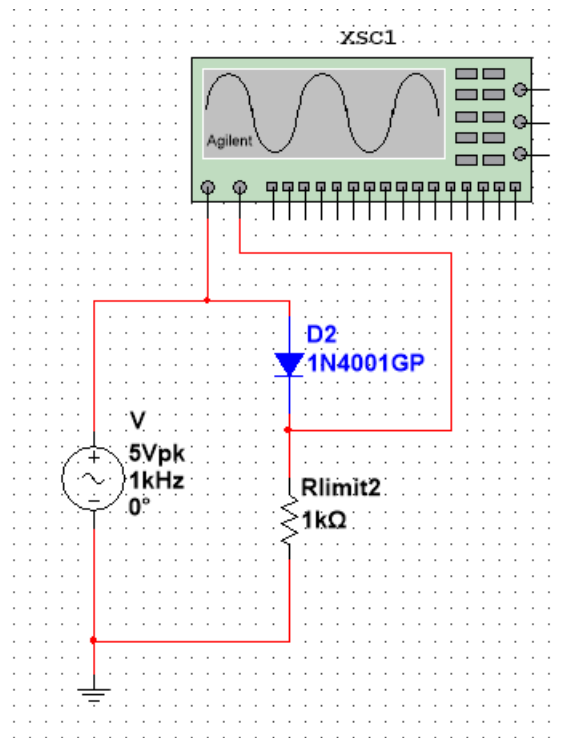 XSC1
Agilent
D2
1N4001GP
V
5Vpk
1kHz
0°
Rlimit2
1kΩ